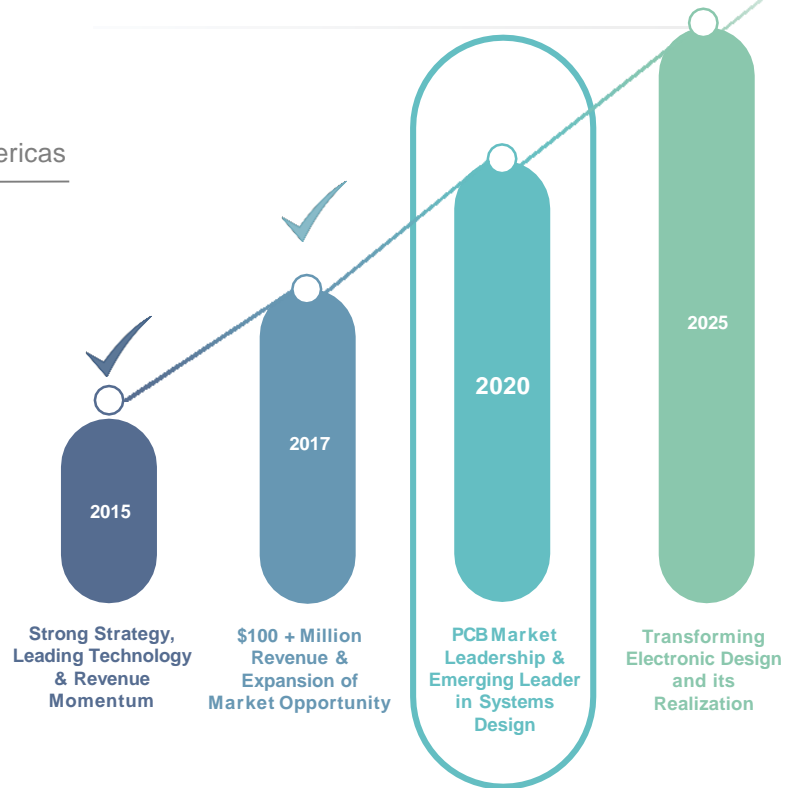 ericas
2015
2017
2020
2025
Strong Strategy,
Leading Technology
& Revenue
Momentum
$100 + Million
Revenue &
Expansion of
Market Opportunity
PCB Market
Leadership &
Emerging Leader
in Systems
Design
Transforming
Electronic Design
and its
Realization